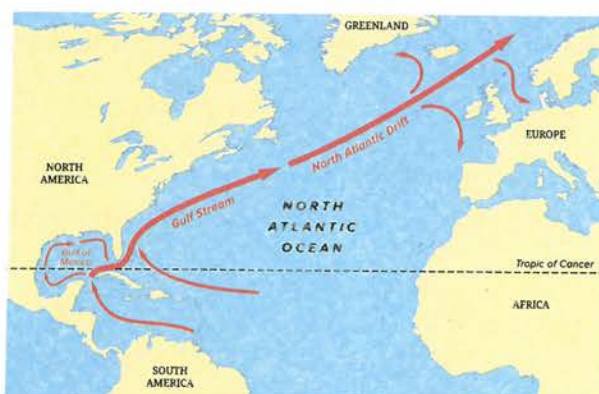 GREENLAND
NORTH
AMERICA
EUROPE
North Atlantic Drift
Gulf Stream
NORTH
ATLANTIC
OCEAN
Gulf of
Mexico
Tropic of Cancer
AFRICA
SOUTH
AMERICA